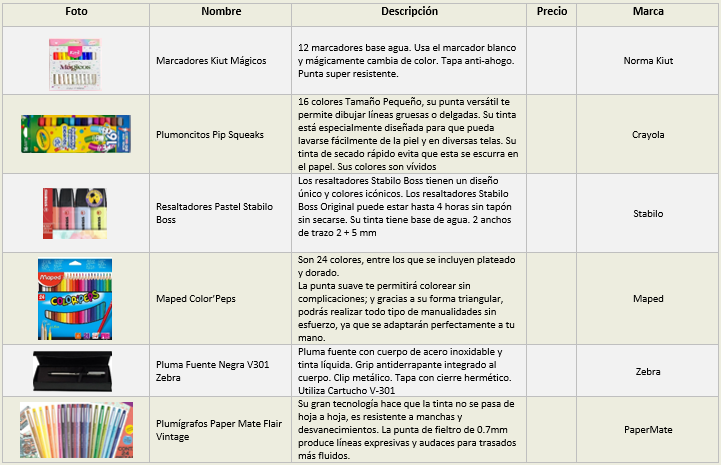 Foto Nombre Descripción Precio Marca
Marcadores Kiut Mágicos
12 marcadores base agua. Usa el marcador blanco
y mágicamente cambia de color. Tapa anti-ahogo.
Punta super resistente.
Norma Kiut
Plumoncitos Pip Squeaks
16 colores Tamaño Pequeño, su punta versátil te
permite dibujar líneas gruesas o delgadas. Su tinta
está especialmente diseñada para que pueda
lavarse fácilmente de la piel y en diversas telas. Su
tinta de secado rápido evita que esta se escurra en
el papel. Sus colores son vívidos
Crayola
Resaltadores Pastel Stabilo
Boss
Los resaltadores Stabilo Boss tienen un diseño
único y colores icónicos. Los resaltadores Stabilo
Boss Original puede estar hasta 4 horas sin tapón
sin secarse. Su tinta tiene base de agua. 2 anchos
de trazo 2 + 5 mm
Stabilo
Maped
COLOR'PEPS
Maped Color'Peps
Son 24 colores, entre los que se incluyen plateado
y dorado.
La punta suave te permitirá colorear sin
complicaciones; y gracias a su forma triangular,
podrás realizar todo tipo de manualidades sin
esfuerzo, ya que se adaptarán perfectamente a tu
mano.
Maped
Pluma Fuente Negra V301
Zebra
Pluma fuente con cuerpo de acero inoxidable y
tinta líquida. Grip antiderrapante integrado al
cuerpo. Clip metálico. Tapa con cierre hermético.
Utiliza Cartucho V-301
Zebra
Plumígrafos Paper Mate Flair
Vintage
Su gran tecnología hace que la tinta no se pasa de
hoja a hoja, es resistente a manchas y
desvanecimientos. La punta de fieltro de 0.7mm
produce líneas expresivas y audaces para trasados
más fluidos.
PaperMate